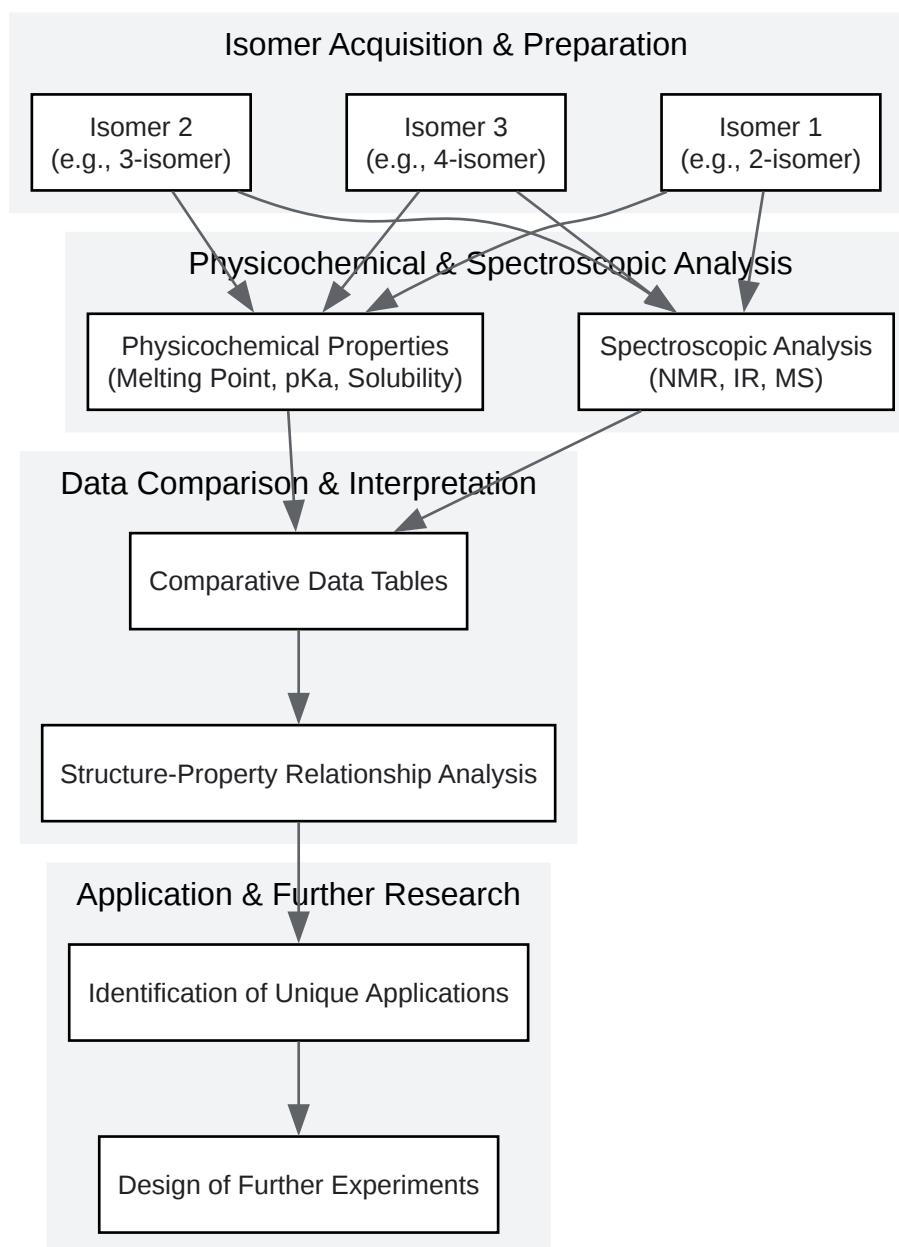 Isomer Acquisition & Preparation
Isomer 2
(e.g., 3-isomer)
Isomer 3
(e.g., 4-isomer)
Isomer 1
(e.g., 2-isomer)
Physicochemical & Spectroscopic Analysis
Physicochemical Properties
(Melting Point, pKa, Solubility)
Spectroscopic Analysis
(NMR, IR, MS)
Data Comparison & Interpretation
Comparative Data Tables
Structure-Property Relationship Analysis
Application & Further Research
Identification of Unique Applications
Design of Further Experiments